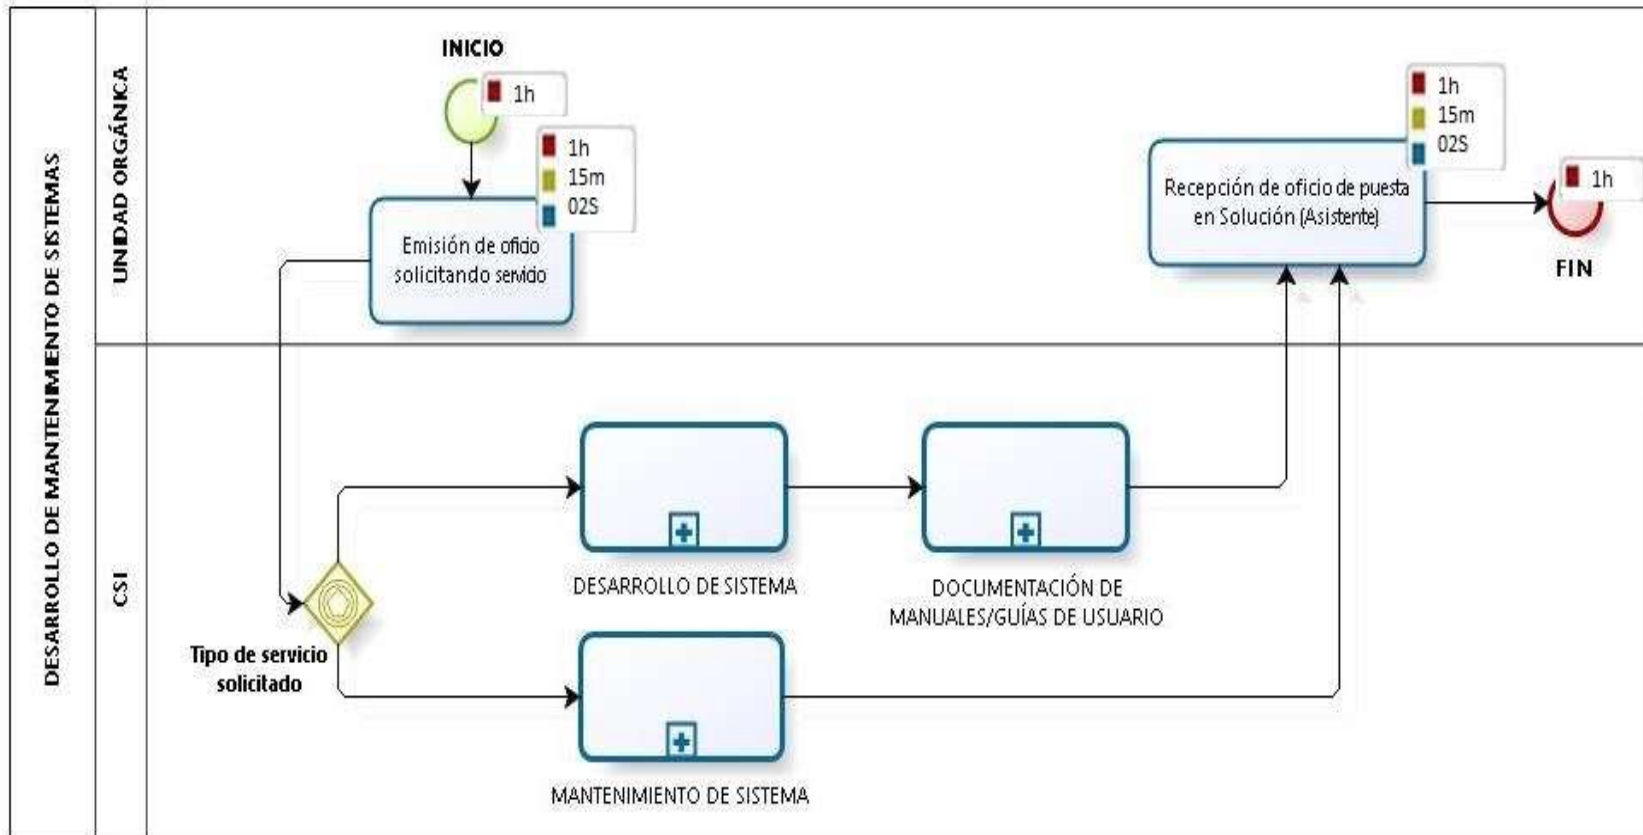 DESARROLLO DE MANTENIMIENTO DE SISTEMAS
UNIDAD ORGÁNICA
INICIO
1h
1h
15m
02S
Emisión de oficio
solicitando servicio
1h
15m
02S
Recepción de oficio de puesta
en Solución (Asistente)
1h
FIN
CSI
Tipo de servicio
solicitado
DESARROLLO DE SISTEMA
DOCUMENTACIÓN DE
MANUALES/GUÍAS DE USUARIO
MANTENIMIENTO DE SISTEMA